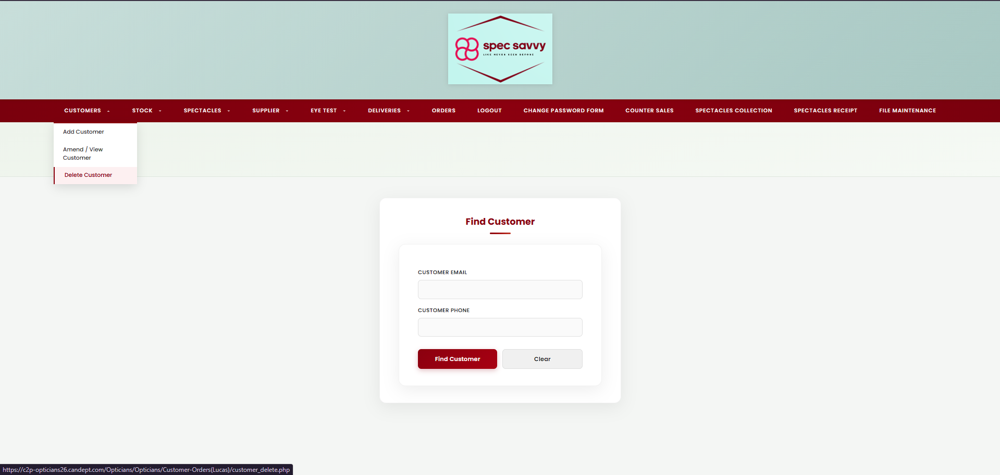 spec savvy
LIKE NEVER SEEN BEFORE
CUSTOMERS STOCK SPECTACLES SUPPLIER EYE TEST DELIVERIES ORDERS LOGOUT CHANGE PASSWORD FORM COUNTER SALES SPECTACLES COLLECTION SPECTACLES RECEIPT FILE MAINTENANCE
Add Customer
Amend / View
Customer
Delete Customer
Find Customer
CUSTOMER EMAIL
CUSTOMER PHONE
Find Customer Clear
https://c2p-opticians26.candept.com/Opticians/Opticians/Customer-Orders(Lucas)/customer_delete.php